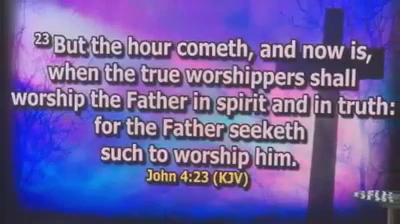 23 But the hour cometh, and now is,
when the true worshippers shall
worship the Father in spirit and in truth:
for the Father seeketh
such to worship him.
John 4:23 (KJV)